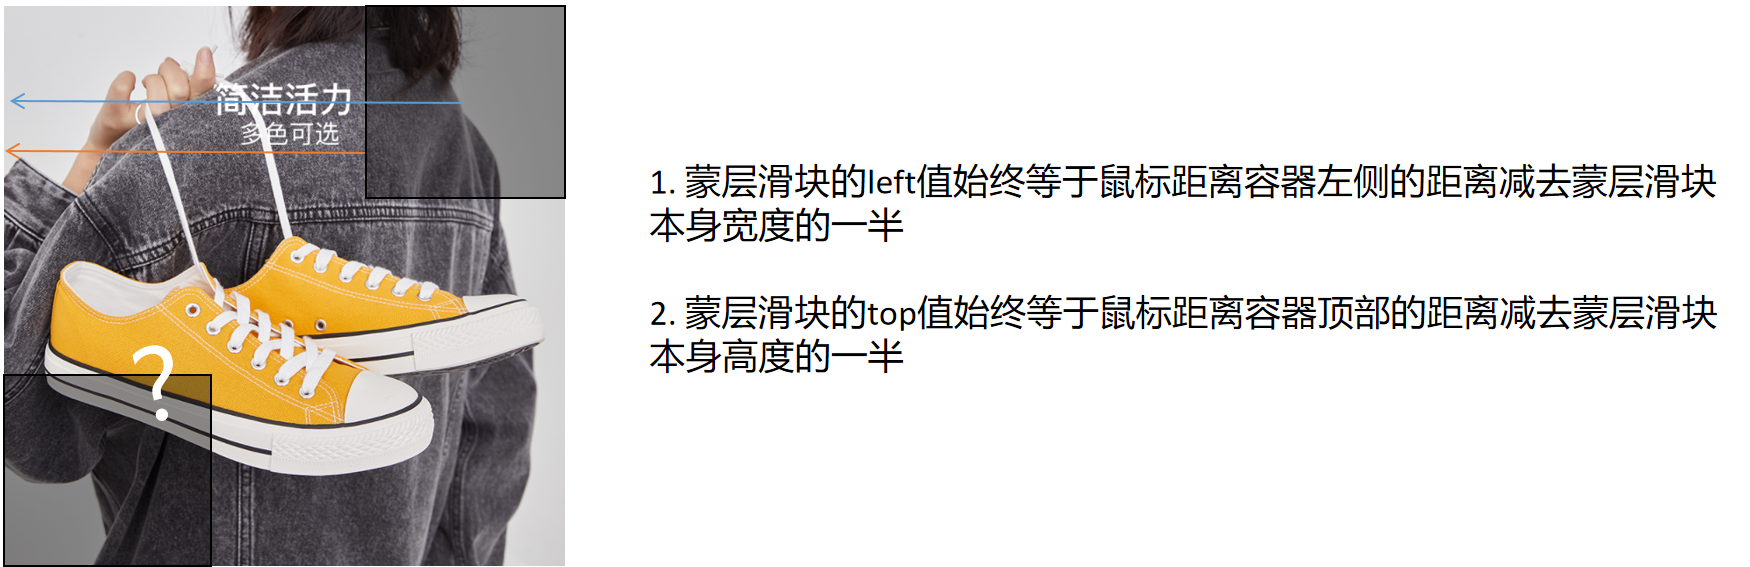 简洁活力
多色可选
?
1. 蒙层滑块的left值始终等于鼠标距离容器左侧的距离减去蒙层滑块
本身宽度的一半
2. 蒙层滑块的top值始终等于鼠标距离容器顶部的距离减去蒙层滑块
本身高度的一半